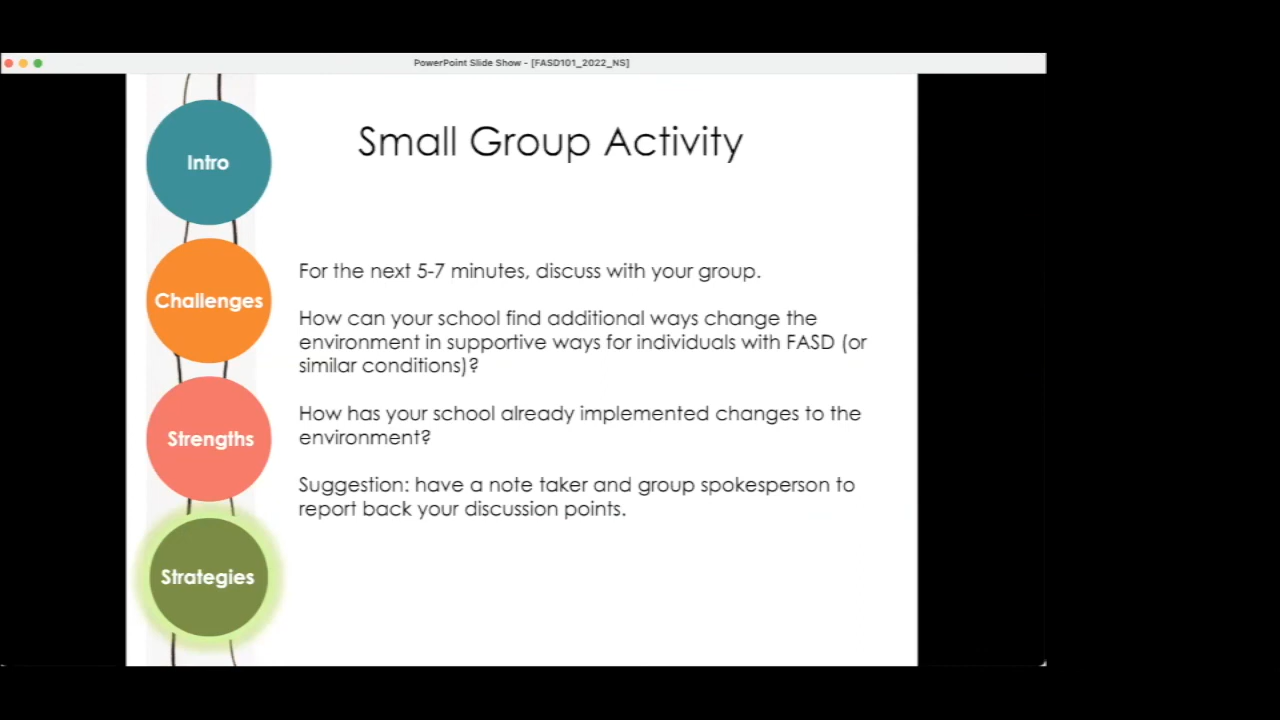 PowerPoint Slide Show - [FASD101_2022_NS]
Intro
Challenges
Strengths
Strategies
Small Group Activity
For the next 5-7 minutes, discuss with your group.
How can your school find additional ways change the
environment in supportive ways for individuals with FASD (or
similar conditions)?
How has your school already implemented changes to the
environment?
Suggestion: have a note taker and group spokesperson to
report back your discussion points.